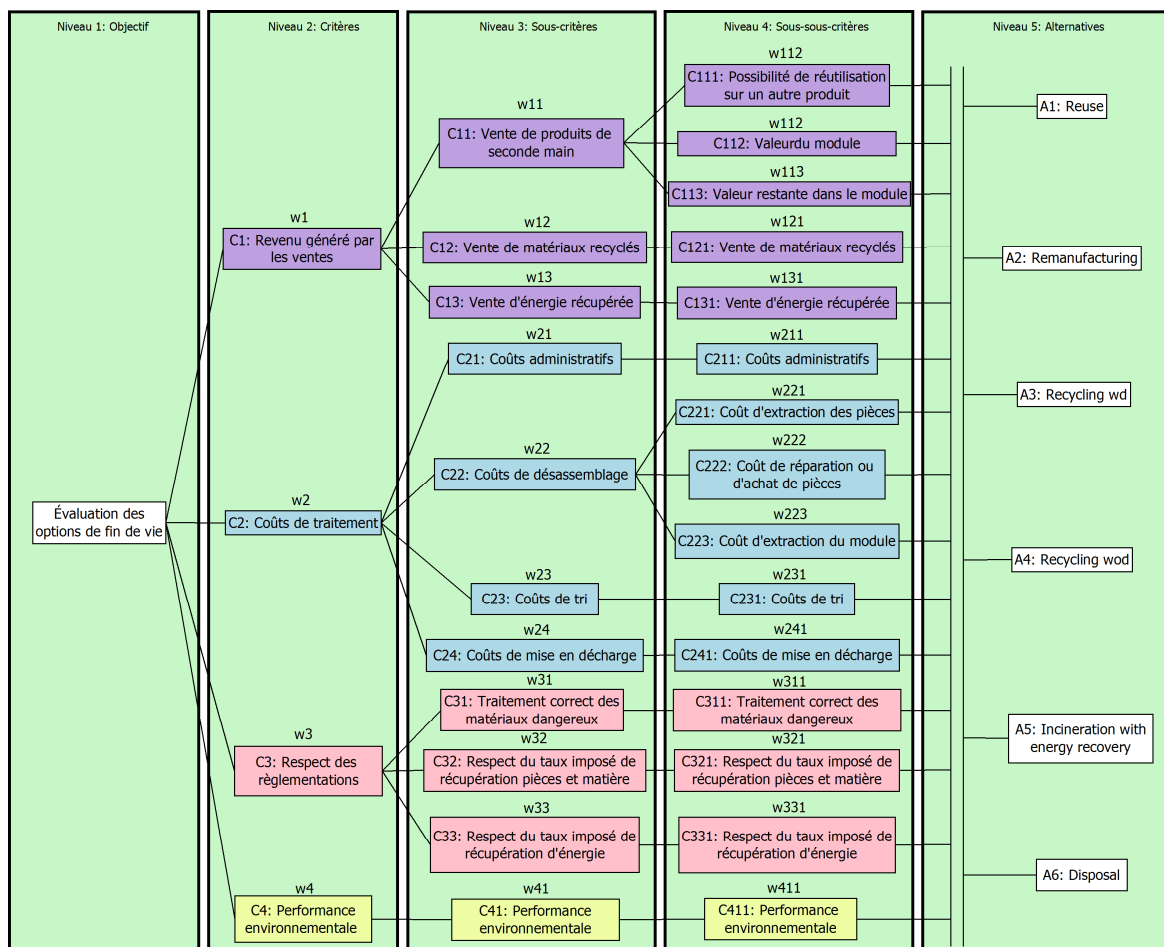 Niveau 1: Objectif
Évaluation des
options de fin de vie
Niveau 2: Critères
w1
C1: Revenu généré par
les ventes
w2
C2: Coûts de traitement
w3
C3: Respect des
règlementations
w4
C4: Performance
environnementale
Niveau 3: Sous-critères
w11
C11: Vente de produits de
seconde main
w12
C12: Vente de matériaux recyclés
w13
C13: Vente d'énergie récupérée
w21
C21: Coûts administratifs
w22
C22: Coûts de désassemblage
w23
C23: Coûts de tri
w24
C24: Coûts de mise en décharge
w31
C31: Traitement correct des
matériaux dangereux
w32
C32: Respect du taux imposé de
récupération pièces et matière
w33
C33: Respect du taux imposé de
récupération d'énergie
w41
C41: Performance
environnementale
Niveau 4: Sous-sous-critères
w112
C111: Possibilité de réutilisation
sur un autre produit
w112
C112: Valeurdu module
w113
C113: Valeur restante dans le module
w121
C121: Vente de matériaux recyclés
w131
C131: Vente d'énergie récupérée
w211
C211: Coûts administratifs
w221
C221: Coût d'extraction des pièces
w222
C222: Coût de réparation ou
d'achat de pièces
w223
C223: Coût d'extraction du module
w231
C231: Coûts de tri
w241
C241: Coûts de mise en décharge
w311
C311: Traitement correct des
matériaux dangereux
w321
C321: Respect du taux imposé de
récupération pièces et matière
w331
C331: Respect du taux imposé de
récupération d'énergie
w411
C411: Performance
environnementale
Niveau 5: Alternatives
A1: Reuse
A2: Remanufacturing
A3: Recycling wd
A4: Recycling wod
A5: Incineration with
energy recovery
A6: Disposal